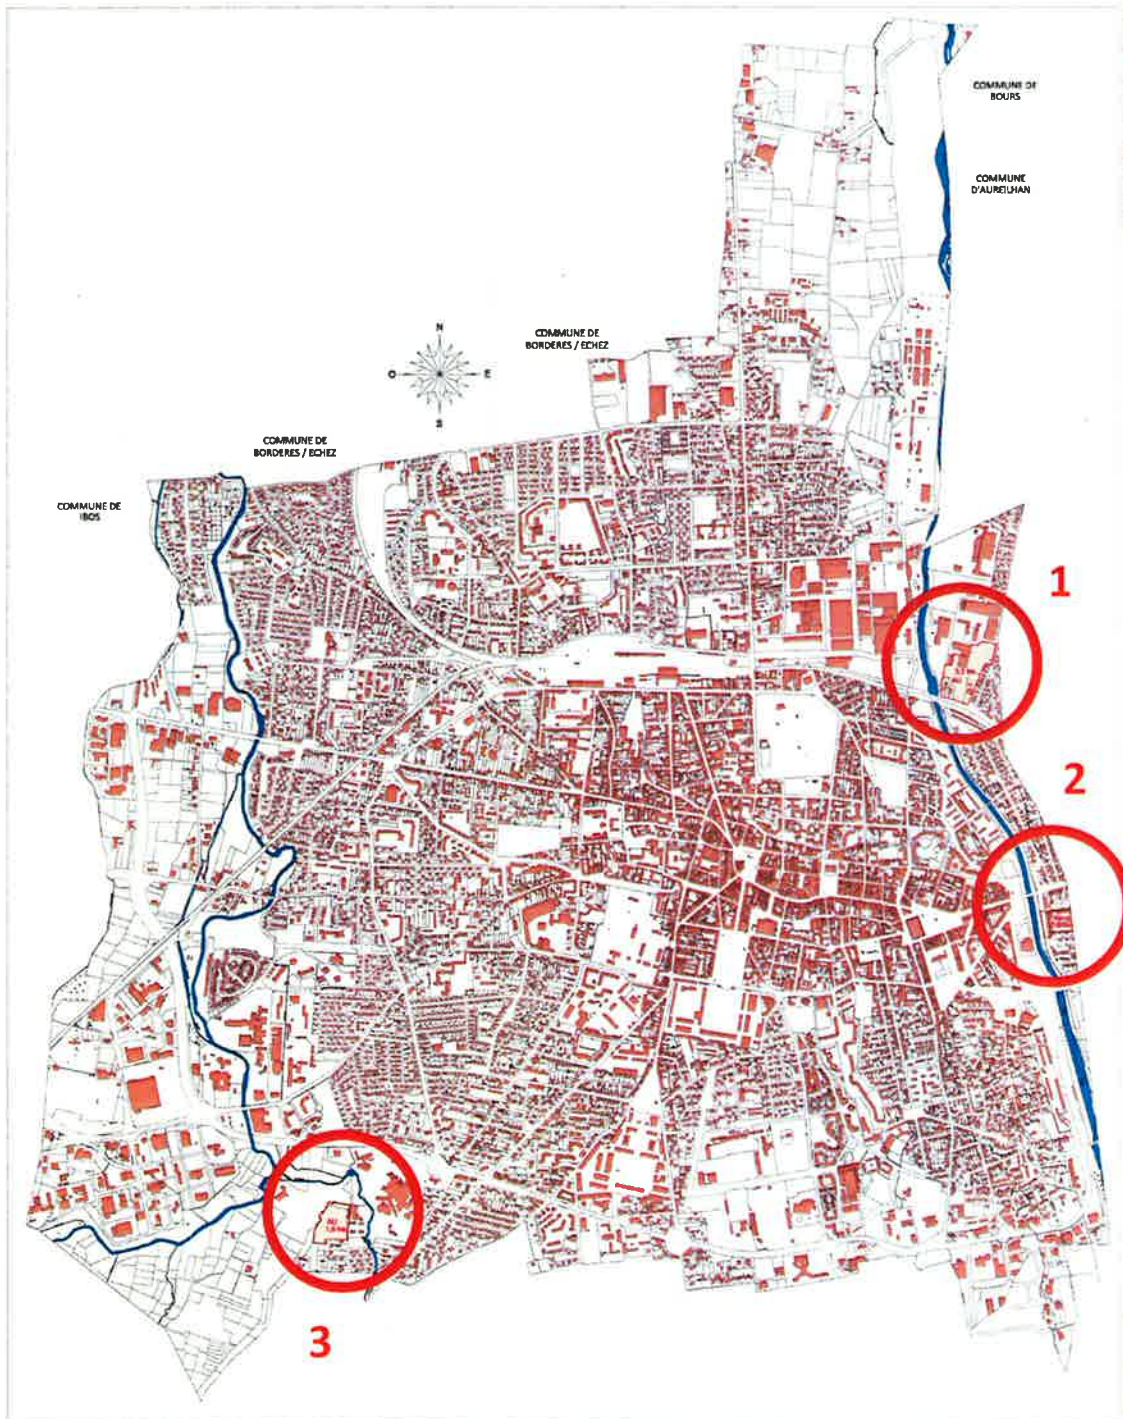 COMMUNE DE
BOURS
COMMUNE
D'AUREILHAN
N
O
E
S
COMMUNE DE
BORDERES / ECHEZ
COMMUNE DE
BORDERES / ECHEZ
COMMUNE DE
IBOS
1
2
3